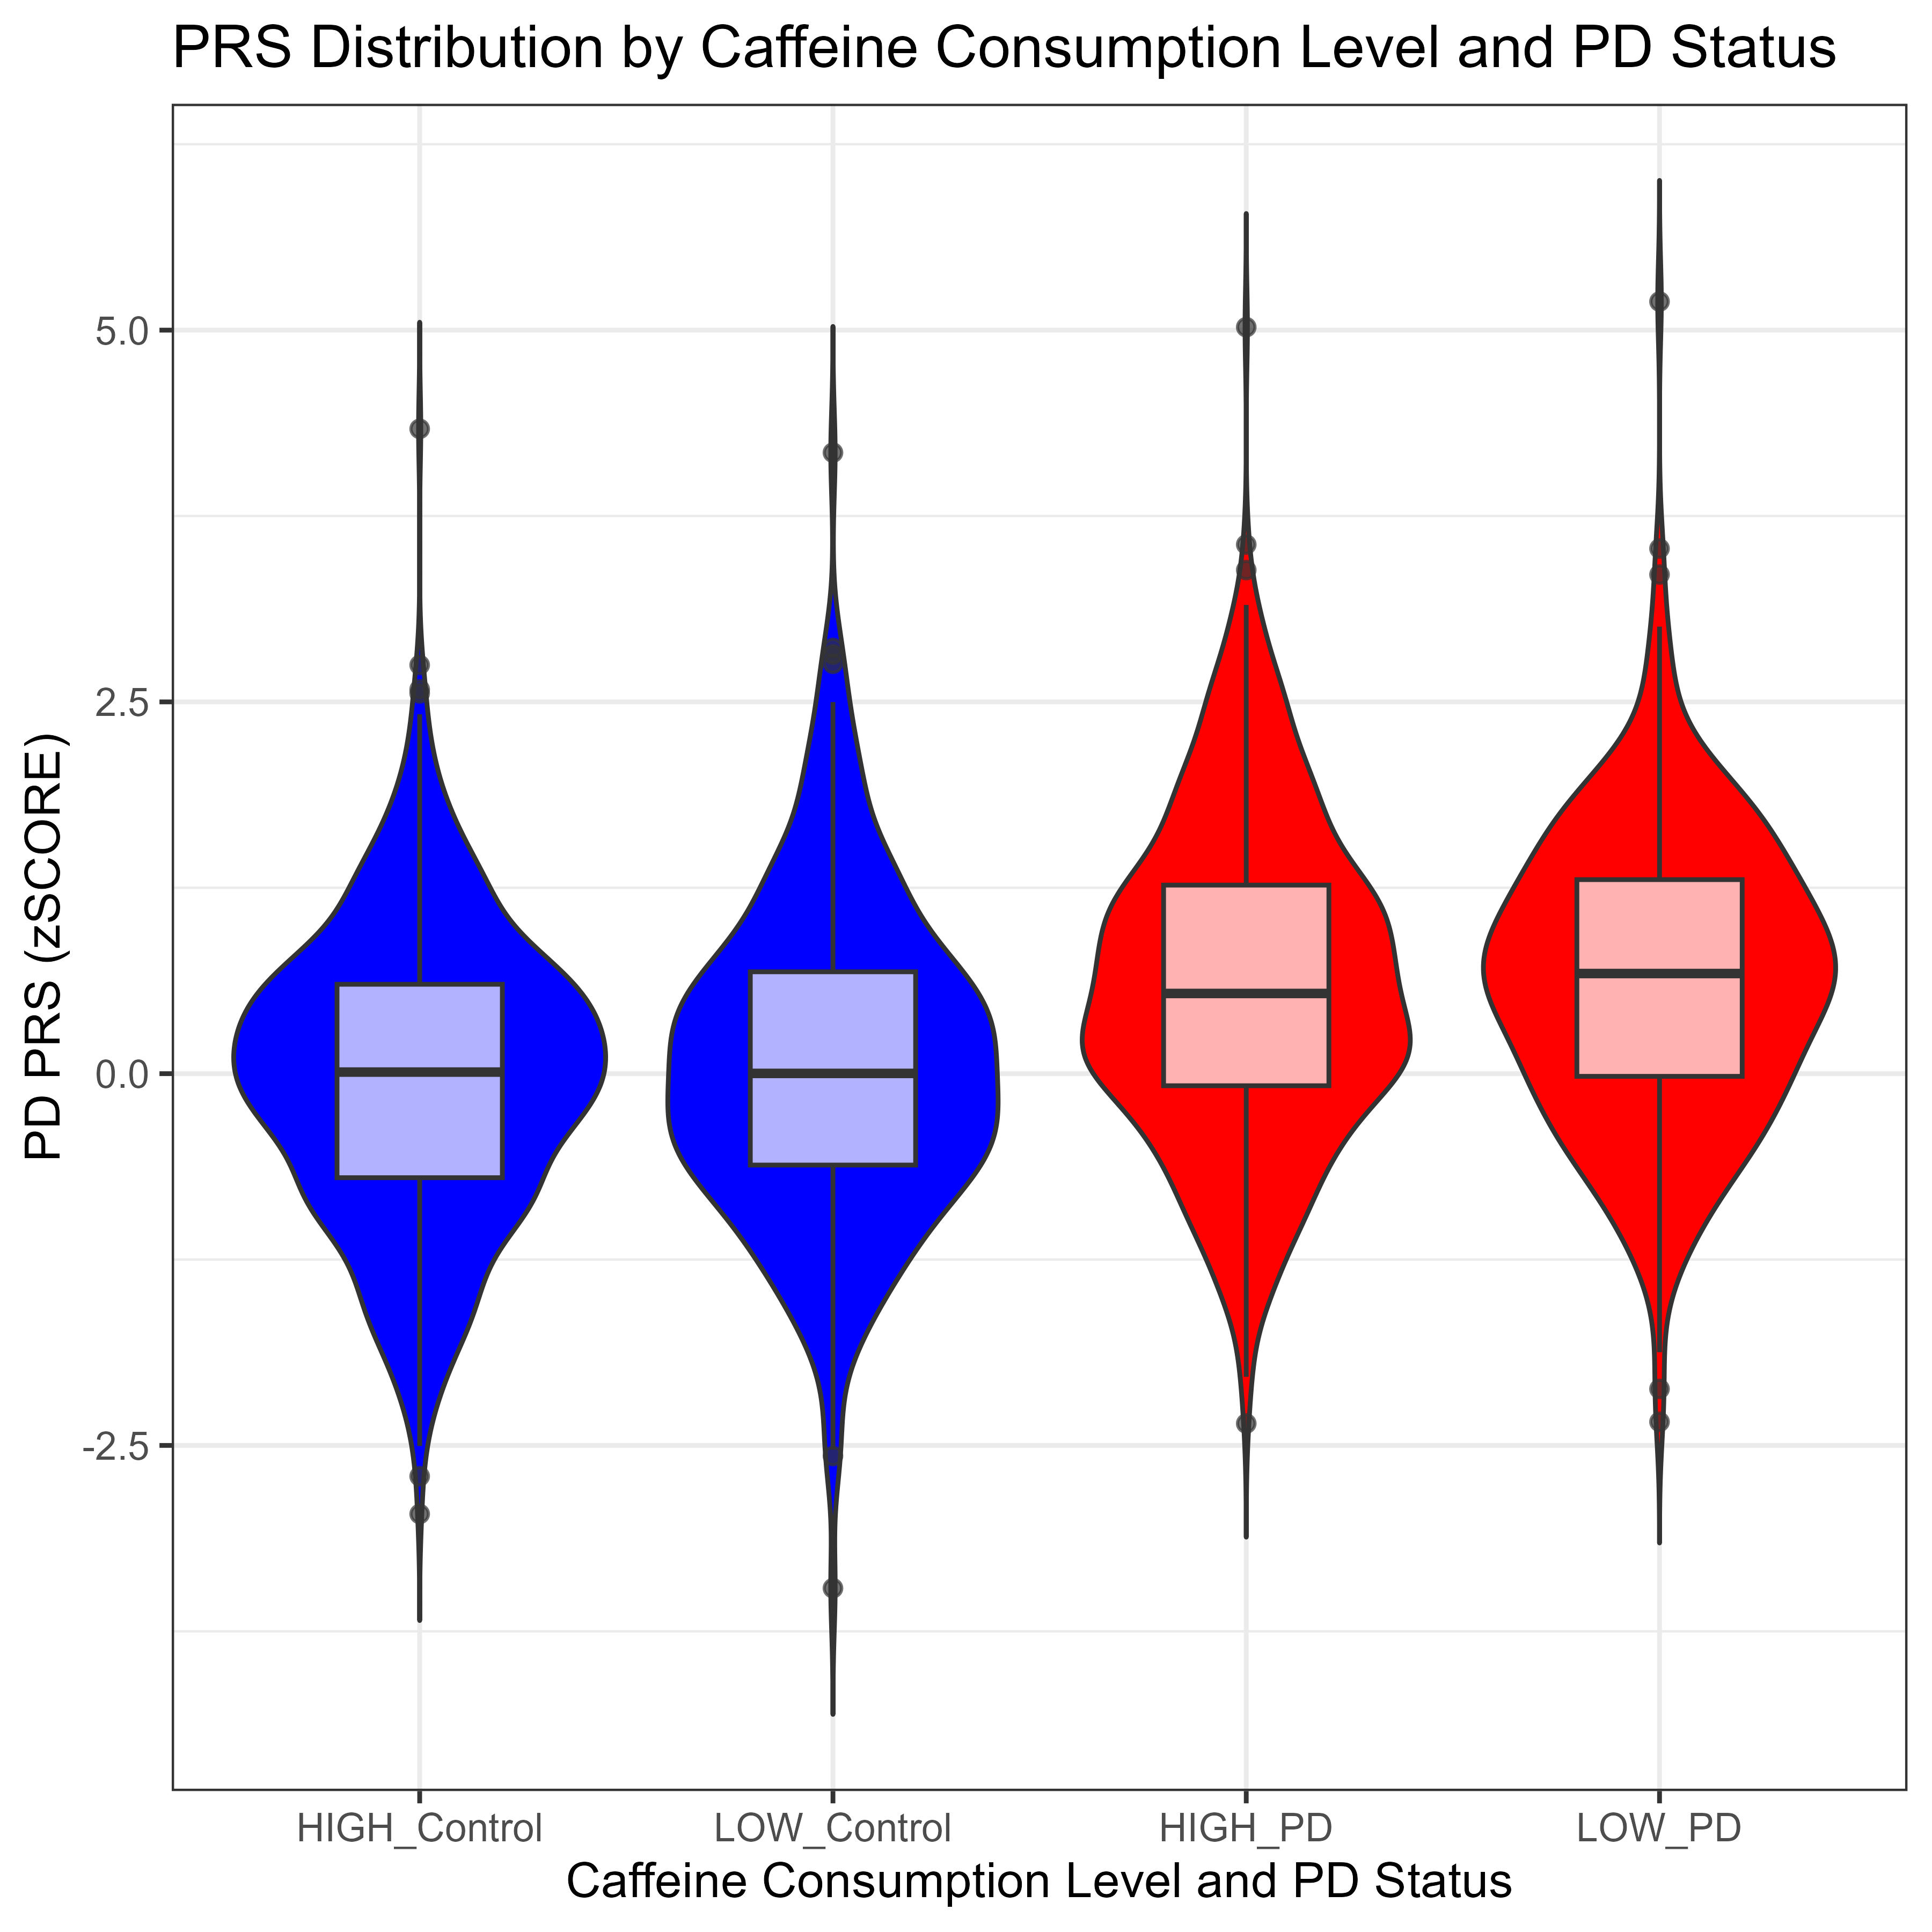 PRS Distribution by Caffeine Consumption Level and PD Status
PD PRS (zSCORE)
5.0
2.5
0.0
-2.5
HIGH_Control LOW_Control HIGH_PD LOW_PD
Caffeine Consumption Level and PD Status